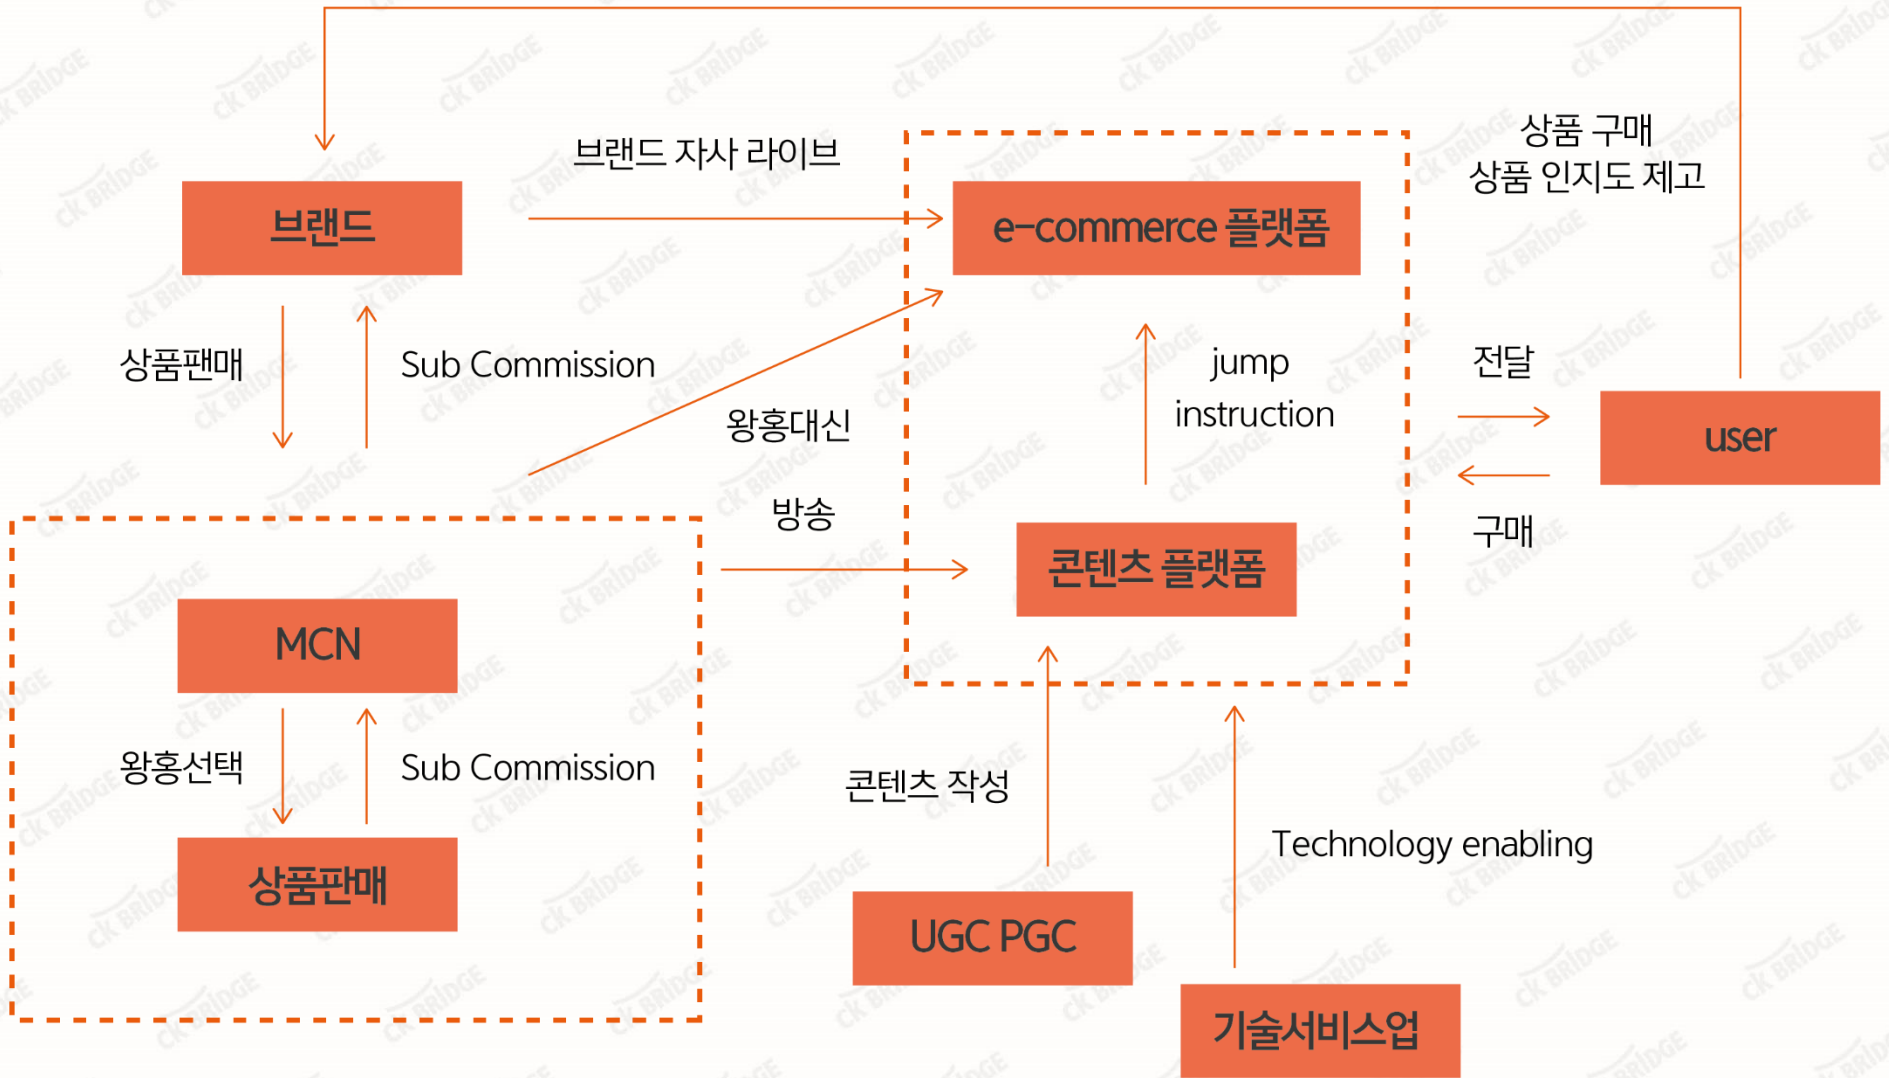 상품 구매
상품 인지도 제고
브랜드 자사 라이브
브랜드
e-commerce 플랫폼
상품팬매
Sub Commission
jump
instruction
전달
왕홍대신
user
방송
구매
콘텐츠 플랫폼
MCN
왕홍선택
Sub Commission
콘텐츠 작성
Technology enabling
상품판매
UGC PGC
기술서비스업
CK BRIDGE